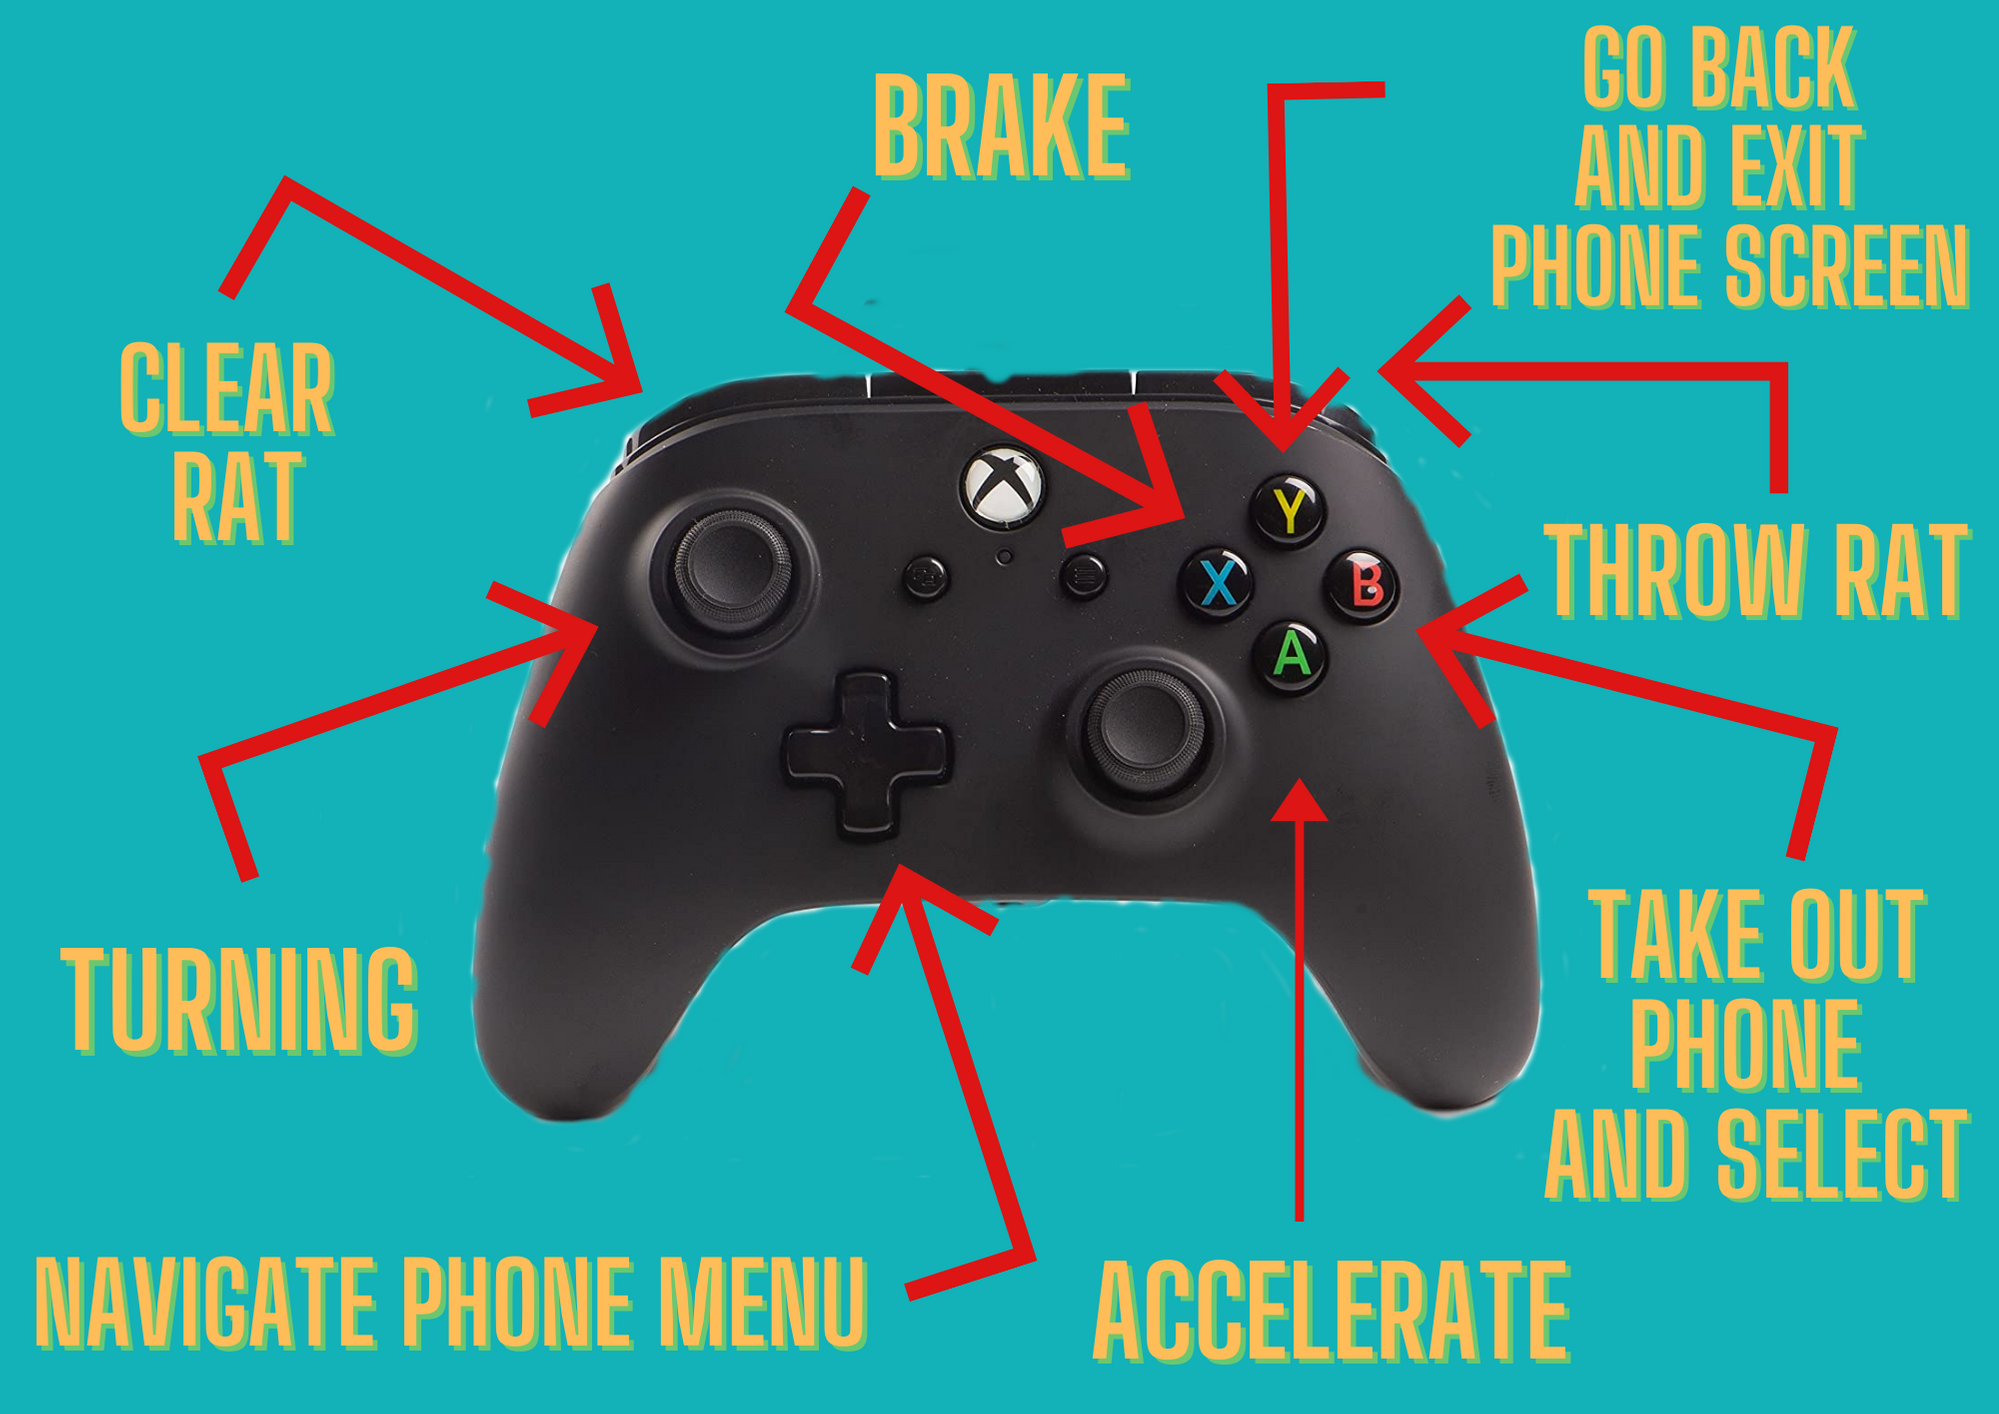 BRAKE
GO BACK
AND EXIT
PHONE SCREEN
CLEAR
RAT
THROW RAT
Y
X
B
A
TURNING
TAKE OUT
PHONE
AND SELECT
NAVIGATE PHONE MENU
ACCELERATE